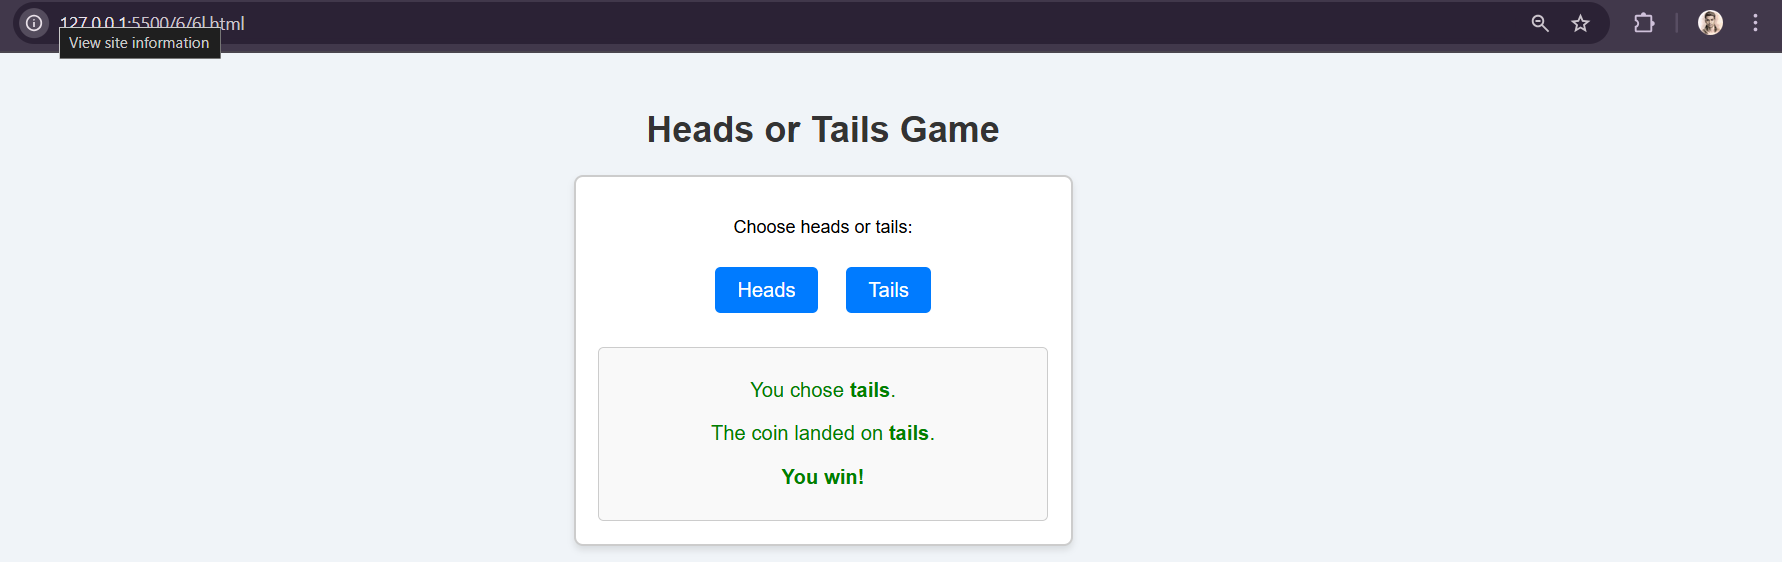 127.0.0.1:5500/6/6l.html
View site information
Heads or Tails Game
Choose heads or tails:
Heads Tails
You chose tails.
The coin landed on tails.
You win!